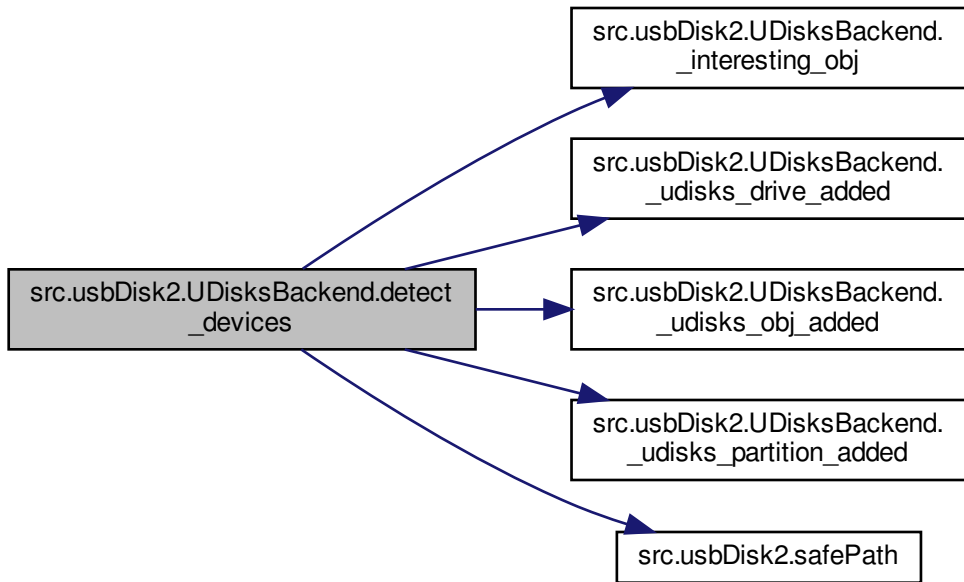 src.usbDisk2.UDisksBackend.
_interesting_obj
src.usbDisk2.UDisksBackend.
_udisks_drive_added
src.usbDisk2.UDisksBackend.detect
_devices
src.usbDisk2.UDisksBackend.
_udisks_obj_added
src.usbDisk2.UDisksBackend.
_udisks_partition_added
src.usbDisk2.safePath